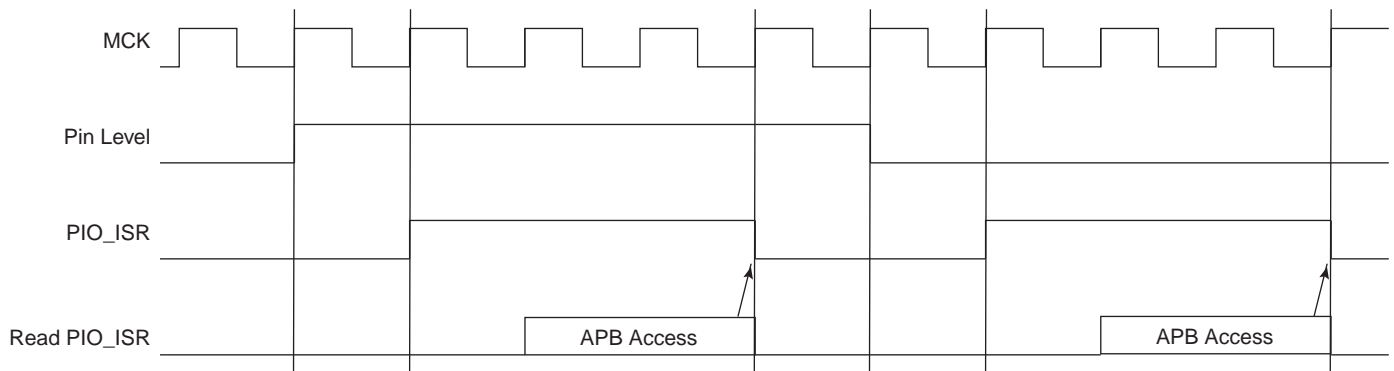 MCK
Pin Level
PIO_ISR
Read PIO_ISR
APB Access
APB Access